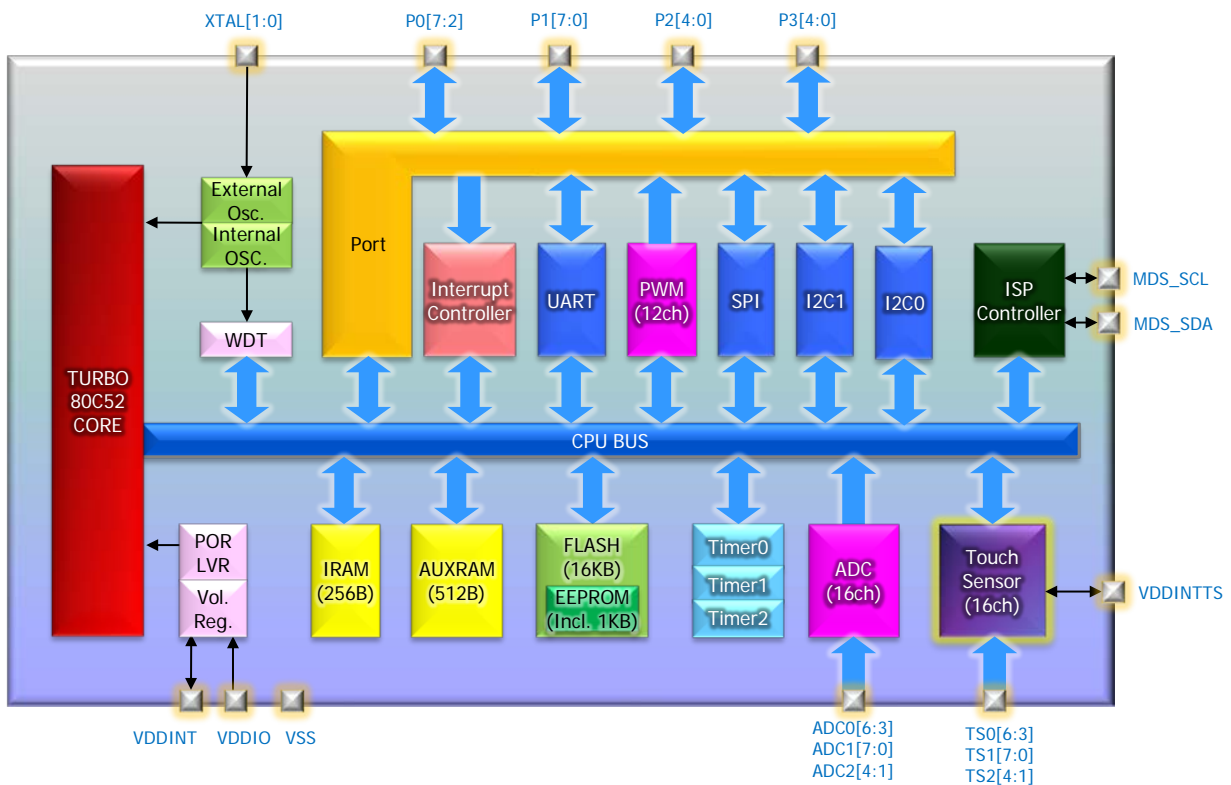 XTAL[1:0]
P0[7:2]
P1[7:0]
P2[4:0]
P3[4:0]
TURBO
80C52
CORE
External
Osc.
Internal
OSC.
WDT
Port
Interrupt
Controller
UART
PWM
(12ch)
SPI
I2C1
I2C0
ISP
Controller
MDS_SCL
MDS_SDA
CPU BUS
POR
LVR
Vol.
Reg.
IRAM
(256B)
AUXRAM
(512B)
FLASH
(16KB)
EEPROM
(Incl. 1KB)
Timer0
Timer1
Timer2
ADC
(16ch)
Touch
Sensor
(16ch)
VDDINTTS
VDDINT
VDDIO
VSS
ADC0[6:3]
ADC1[7:0]
ADC2[4:1]
TS0[6:3]
TS1[7:0]
TS2[4:1]